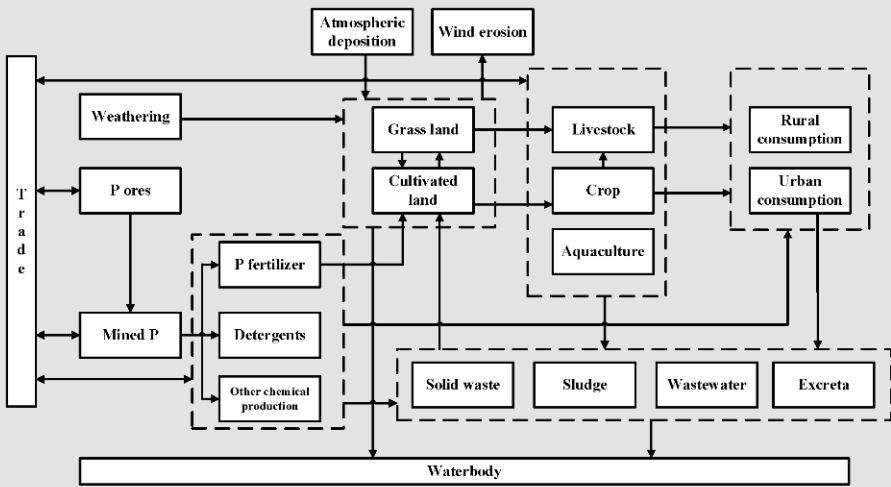 Atmospheric
deposition
Wind erosion
Trade
Weathering
Grass land
Livestock
Rural
consumption
P ores
Cultivated
land
Crop
Urban
consumption
P fertilizer
Aquaculture
Mined P
Detergents
Other chemical
production
Solid waste
Sludge
Wastewater
Excreta
Waterbody